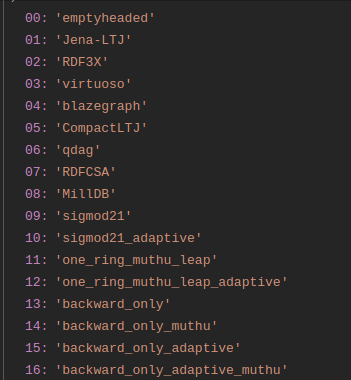 00: 'emptyheaded'
01: 'Jena-LTJ'
02: 'RDF3X'
03: 'virtuoso'
04: 'blazegraph'
05: 'CompactLTJ'
06: 'qdag'
07: 'RDFCSA'
08: 'MillDB'
09: 'sigmod21'
10: 'sigmod21_adaptive'
11: 'one_ring_muthu_leap'
12: 'one_ring_muthu_leap_adaptive'
13: 'backward_only'
14: 'backward_only_muthu'
15: 'backward_only_adaptive'
16: 'backward_only_adaptive_muthu'